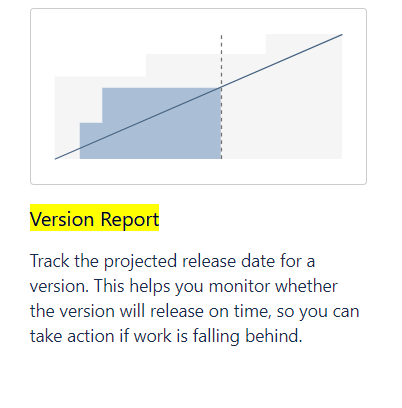 Version Report
Track the projected release date for a
version. This helps you monitor whether
the version will release on time, so you can
take action if work is falling behind.